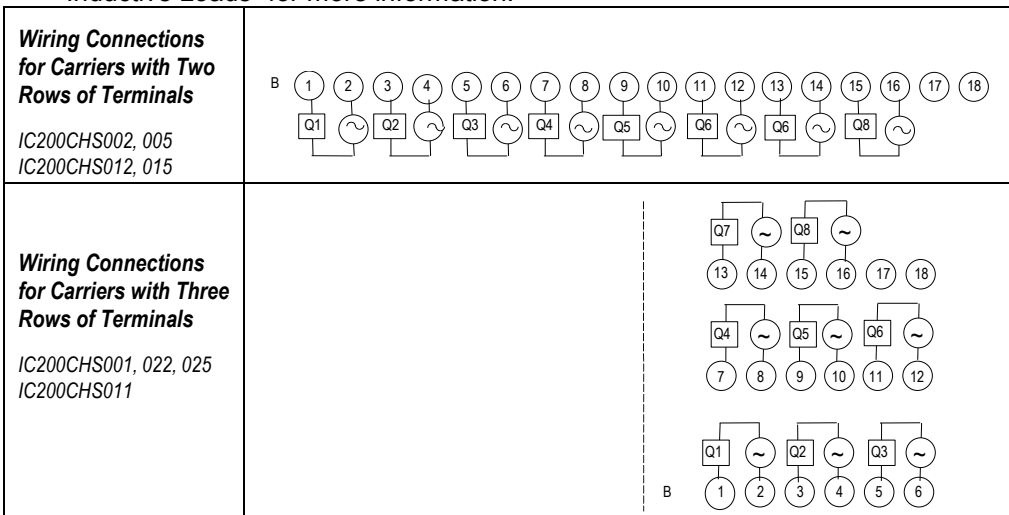 Inductive Loads" for more information.
Wiring Connections
for Carriers with Two
Rows of Terminals
IC200CHS002, 005
IC200CHS012, 015
B 1 2 3 4 5 6 7 8 9 10 11 12 13 14 15 16 17 18
Q1 Q2 Q3 Q4 Q5 Q6 Q6 Q8
Wiring Connections
for Carriers with Three
Rows of Terminals
IC200CHS001, 022, 025
IC200CHS011
Q7 ~ Q8 ~
13 14 15 16 17 18
Q4 ~ Q5 ~ Q6 ~
7 8 9 10 11 12
Q1 ~ Q2 ~ Q3 ~
B 1 2 3 4 5 6